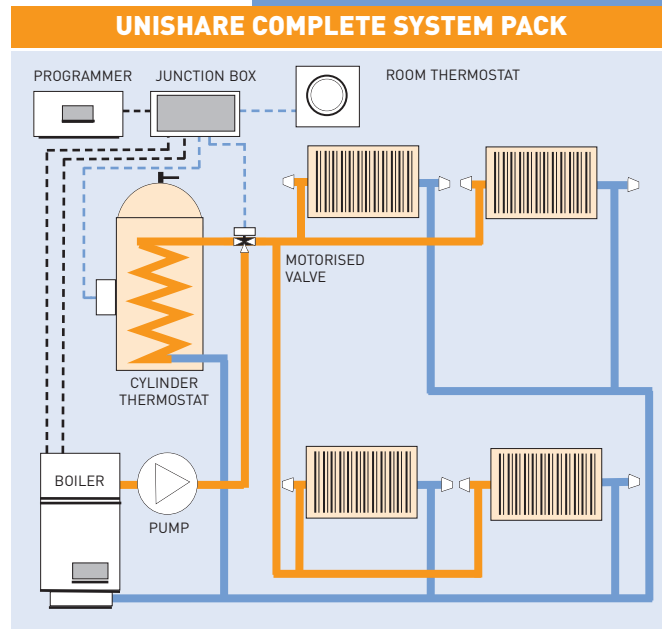 UNISHARE COMPLETE SYSTEM PACK
PROGRAMMER
JUNCTION BOX
ROOM THERMOSTAT
MOTORISED
VALVE
CYLINDER
THERMOSTAT
BOILER
PUMP